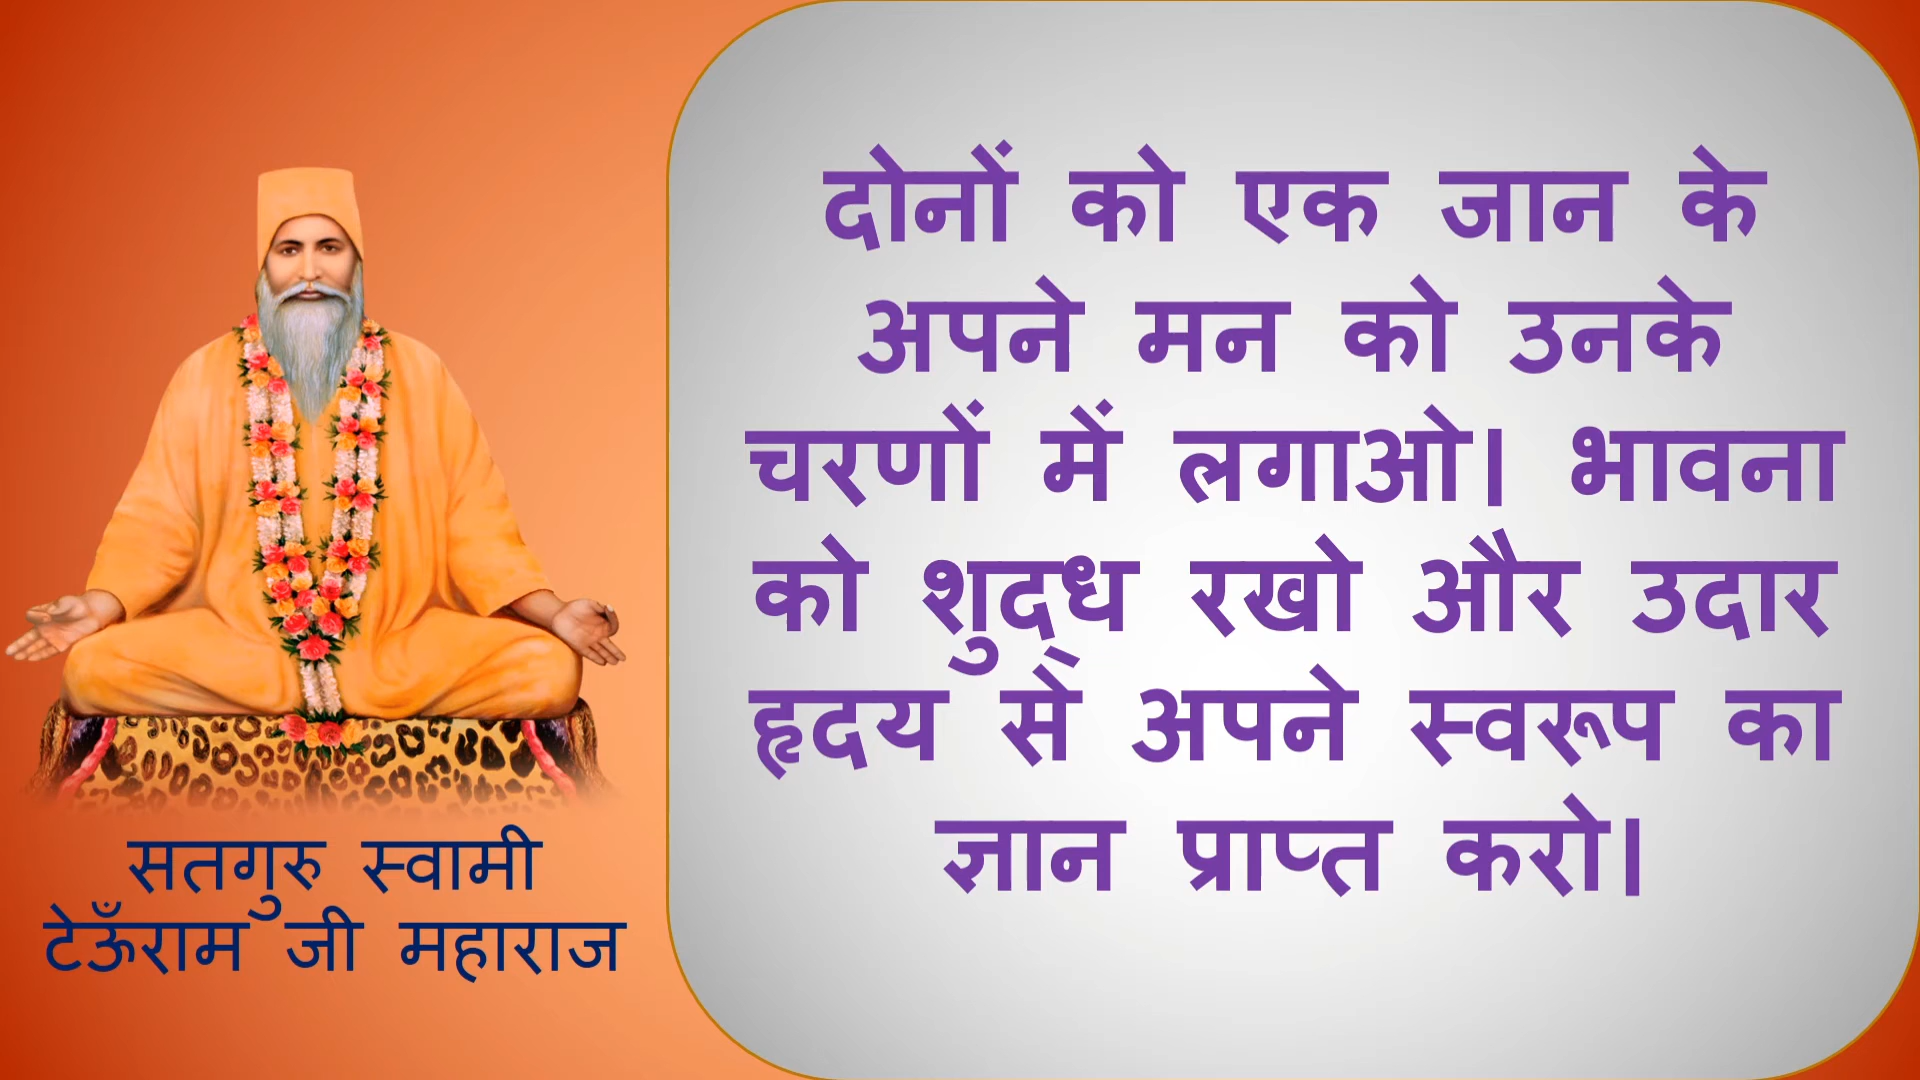 दोनों को एक जान के
अपने मन को उनके
चरणों में लगाओ। भावना
को शुद्ध रखो और उदार
हृदय से अपने स्वरूप का
ज्ञान प्राप्त करो।
सतगुरु स्वामी
टेऊँराम जी महाराज